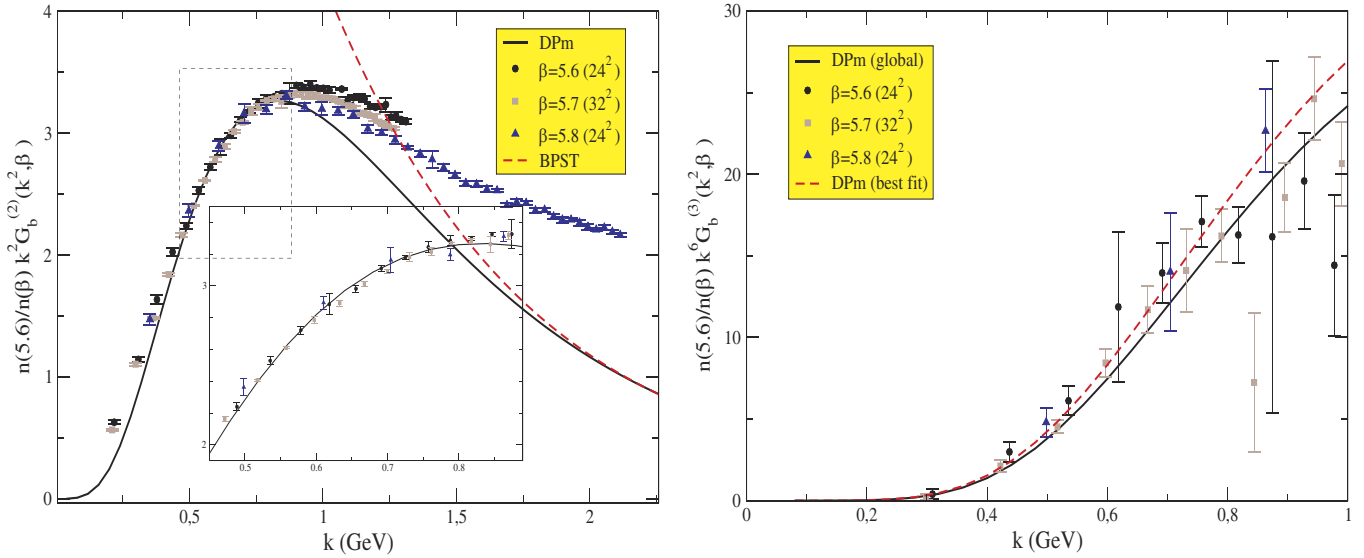 n(5.6)/n(β) k²G_b^(2)(k²,β)
4
3
2
1
0
DPm
β=5.6 (24²)
β=5.7 (32²)
β=5.8 (24²)
BPST
3
2
0.5 0.6 0.7 0.8
0 0,5 1 1,5 2
k (GeV)
n(5.6)/n(β) k⁶G_b^(3)(k²,β)
30
20
10
0
DPm (global)
β=5.6 (24²)
β=5.7 (32²)
β=5.8 (24²)
DPm (best fit)
0 0,2 0,4 0,6 0,8 1
k (GeV)